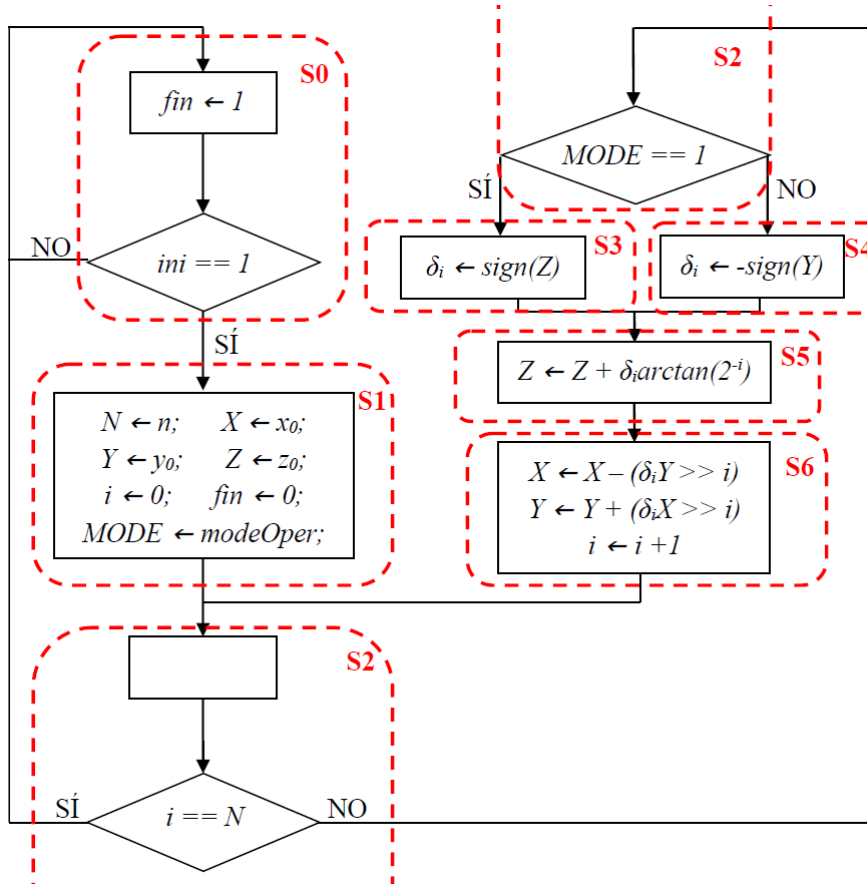 S0
fin ← 1
NO
ini == 1
SÍ
S1
N ← n; X ← x₀;
Y ← y₀; Z ← z₀;
i ← 0; fin ← 0;
MODE ← modeOper;
S2
SÍ
i == N
NO
S2
MODE == 1
SÍ
NO
S3
δᵢ ← sign(Z)
S4
δᵢ ← -sign(Y)
S5
Z ← Z + δᵢarctan(2⁻ⁱ)
S6
X ← X – (δᵢY >> i)
Y ← Y + (δᵢX >> i)
i ← i +1